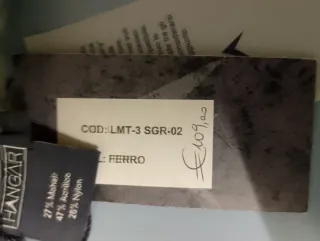 COD: LMT-3 SGR-02
L: FERRO
€109,00
HANGAR
27% Mohair
47% Acrilico
26% Nylon